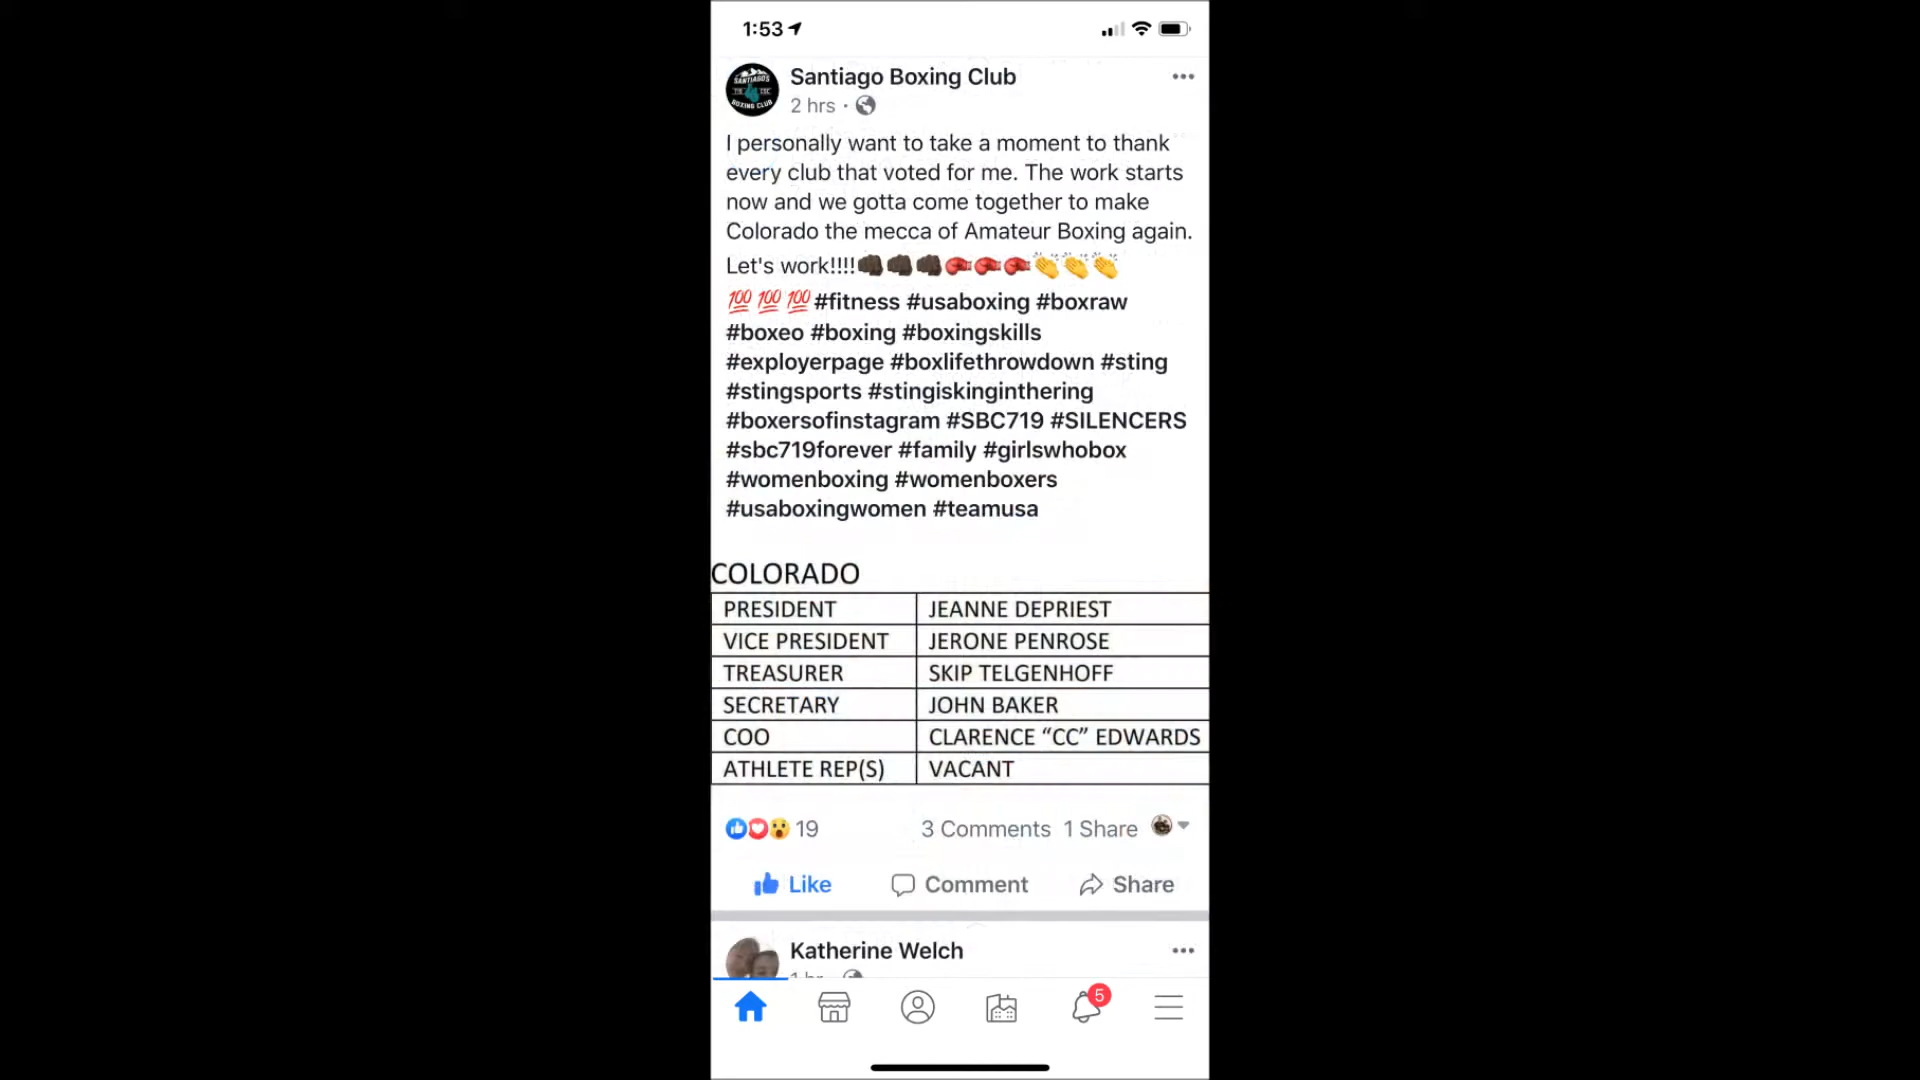 1:53
Santiago Boxing Club
2 hrs ·
I personally want to take a moment to thank
every club that voted for me. The work starts
now and we gotta come together to make
Colorado the mecca of Amateur Boxing again.
Let's work!!!!👊🏿👊🏿👊🏿🥊🥊🥊👏👏👏
💯💯💯#fitness #usaboxing #boxraw
#boxeo #boxing #boxingskills
#exployerpage #boxlifethrowdown #sting
#stingsports #stingiskinginthering
#boxersofinstagram #SBC719 #SILENCERS
#sbc719forever #family #girlswhobox
#womenboxing #womenboxers
#usaboxingwomen #teamusa
COLORADO
PRESIDENT JEANNE DEPRIEST
VICE PRESIDENT JERONE PENROSE
TREASURER SKIP TELGENHOFF
SECRETARY JOHN BAKER
COO CLARENCE “CC” EDWARDS
ATHLETE REP(S) VACANT
19 3 Comments 1 Share
Like Comment Share
Katherine Welch
5